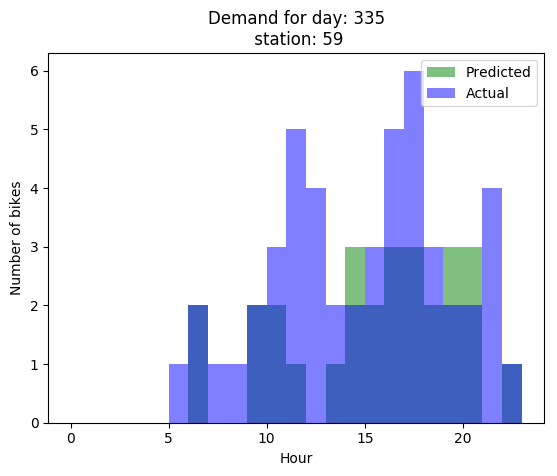 Demand for day: 335
station: 59
Predicted
Actual
6
5
4
3
2
1
0
Number of bikes
0 5 10 15 20
Hour